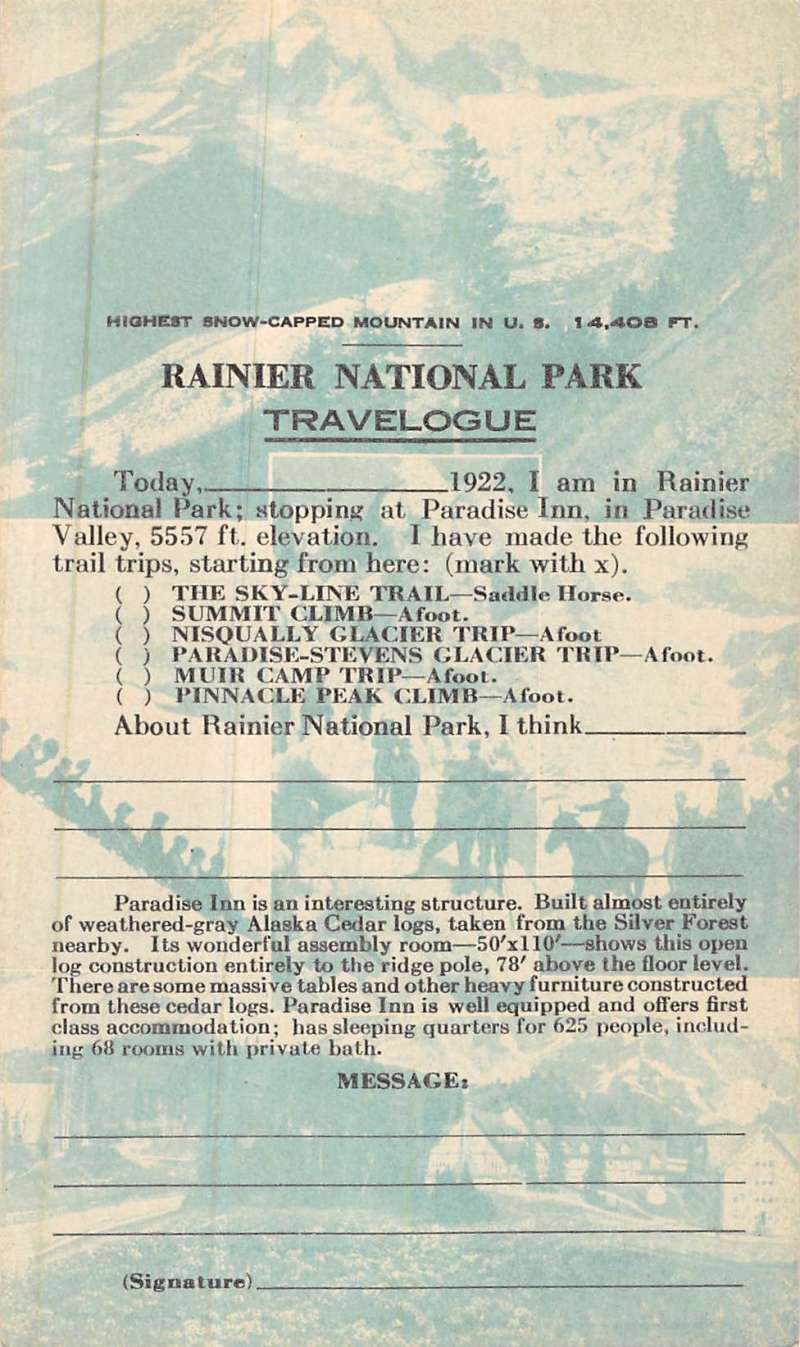 HIGHEST SNOW-CAPPED MOUNTAIN IN U. S. 14,408 FT.
RAINIER NATIONAL PARK
TRAVELOGUE
Today,____________________1922, I am in Rainier
National Park; stopping at Paradise Inn, in Paradise
Valley, 5557 ft. elevation. I have made the following
trail trips, starting from here: (mark with x).
( ) THE SKY-LINE TRAIL—Saddle Horse.
( ) SUMMIT CLIMB—Afoot.
( ) NISQUALLY GLACIER TRIP—Afoot
( ) PARADISE-STEVENS GLACIER TRIP—Afoot.
( ) MUIR CAMP TRIP—Afoot.
( ) PINNACLE PEAK CLIMB—Afoot.
About Rainier National Park, I think____________
Paradise Inn is an interesting structure. Built almost entirely
of weathered-gray Alaska Cedar logs, taken from the Silver Forest
nearby. Its wonderful assembly room—50'x110'—shows this open
log construction entirely to the ridge pole, 78' above the floor level.
There are some massive tables and other heavy furniture constructed
from these cedar logs. Paradise Inn is well equipped and offers first
class accommodation; has sleeping quarters for 625 people, includ-
ing 68 rooms with private bath.
MESSAGE:
(Signature)____________________